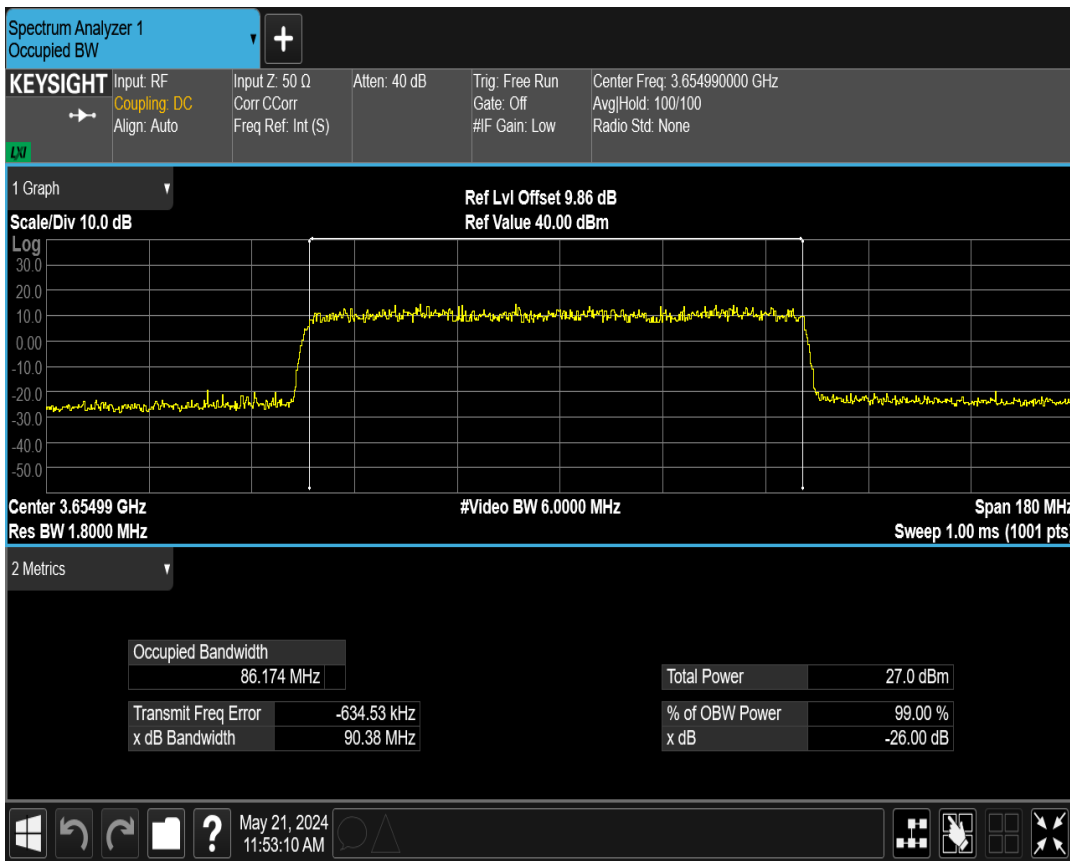 Spectrum Analyzer 1
Occupied BW
KEYSIGHT
LXI
Input: RF
Coupling: DC
Align: Auto
Input Z: 50 Ω
Corr CCorr
Freq Ref: Int (S)
Atten: 40 dB
Trig: Free Run
Gate: Off
#IF Gain: Low
Center Freq: 3.654990000 GHz
Avg|Hold: 100/100
Radio Std: None
1 Graph
Scale/Div 10.0 dB
Ref Lvl Offset 9.86 dB
Ref Value 40.00 dBm
Log
30.0
20.0
10.0
0.00
-10.0
-20.0
-30.0
-40.0
-50.0
Center 3.65499 GHz
Res BW 1.8000 MHz
#Video BW 6.0000 MHz
Span 180 MHz
Sweep 1.00 ms (1001 pts)
2 Metrics
Occupied Bandwidth
86.174 MHz
Transmit Freq Error -634.53 kHz
x dB Bandwidth 90.38 MHz
Total Power 27.0 dBm
% of OBW Power 99.00 %
x dB -26.00 dB
?
May 21, 2024
11:53:10 AM